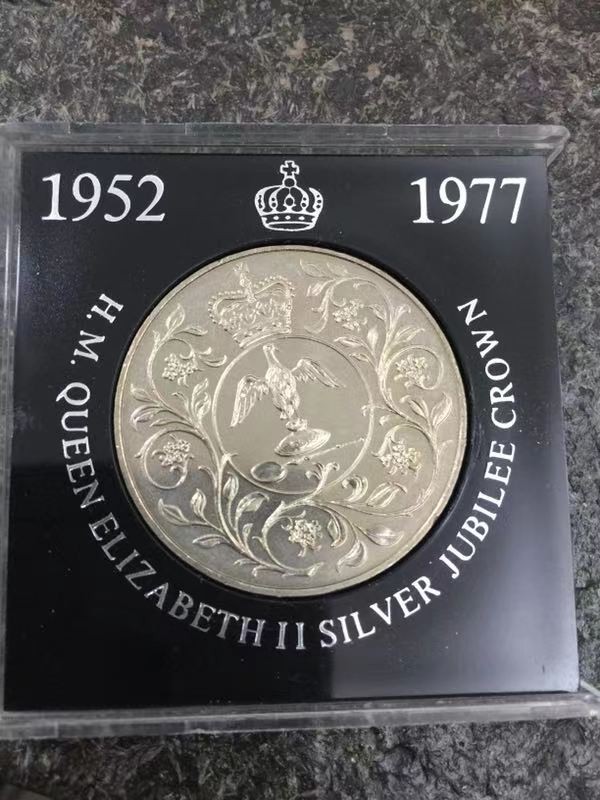 1952
1977
H.M. QUEEN ELIZABETH II SILVER JUBILEE CROWN